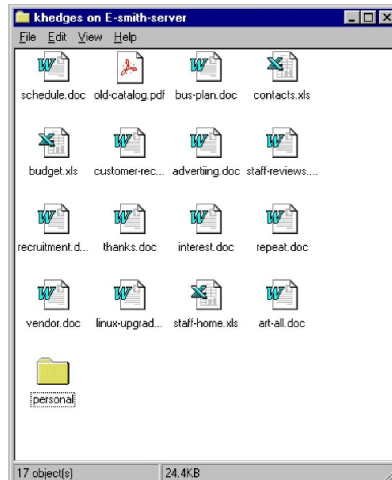 khedges on E-smith-server
File Edit View Help
schedule.doc old-catalog.pdf bus-plan.doc contacts.xls
budget.xls customer-rec... advertiing.doc staff-reviews....
recruitment.d... thanks.doc interest.doc repeat.doc
vendor.doc linux-upgrad... staff-home.xls art-all.doc
personal
17 object(s) 24.4KB